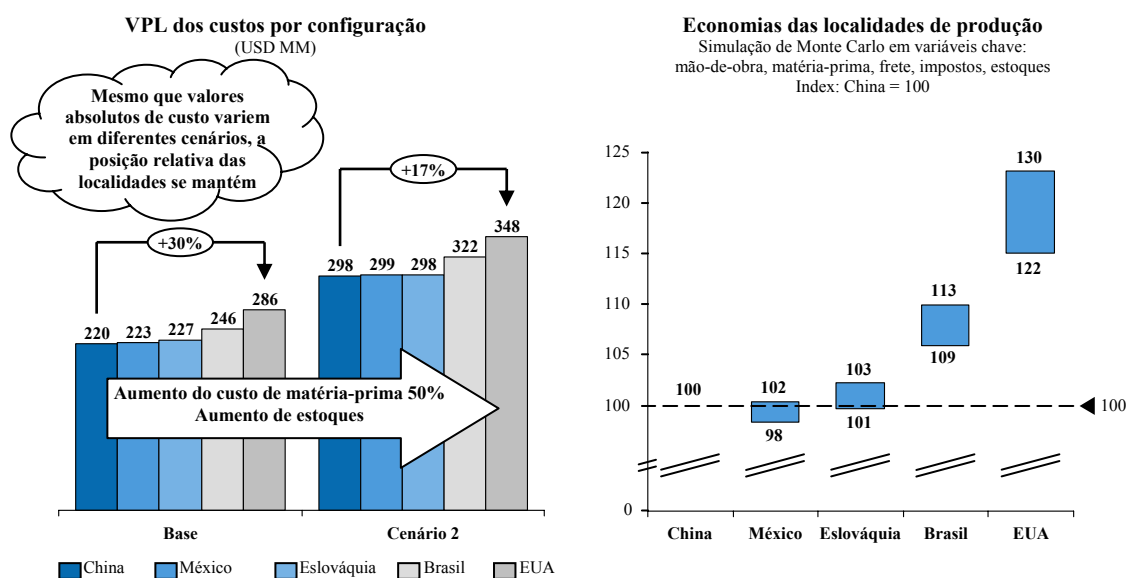 VPL dos custos por configuração
(USD MM)
Mesmo que valores
absolutos de custo variem
em diferentes cenários, a
posição relativa das
localidades se mantém
+30%
+17%
220 223 227 246 286
298 299 298 322 348
Aumento do custo de matéria-prima 50%
Aumento de estoques
Base Cenário 2
China México Eslováquia Brasil EUA
Economias das localidades de produção
Simulação de Monte Carlo em variáveis chave:
mão-de-obra, matéria-prima, frete, impostos, estoques
Index: China = 100
125
120
115
110
105
100
0
100
102
98
103
101
113
109
130
122
100
China México Eslováquia Brasil EUA